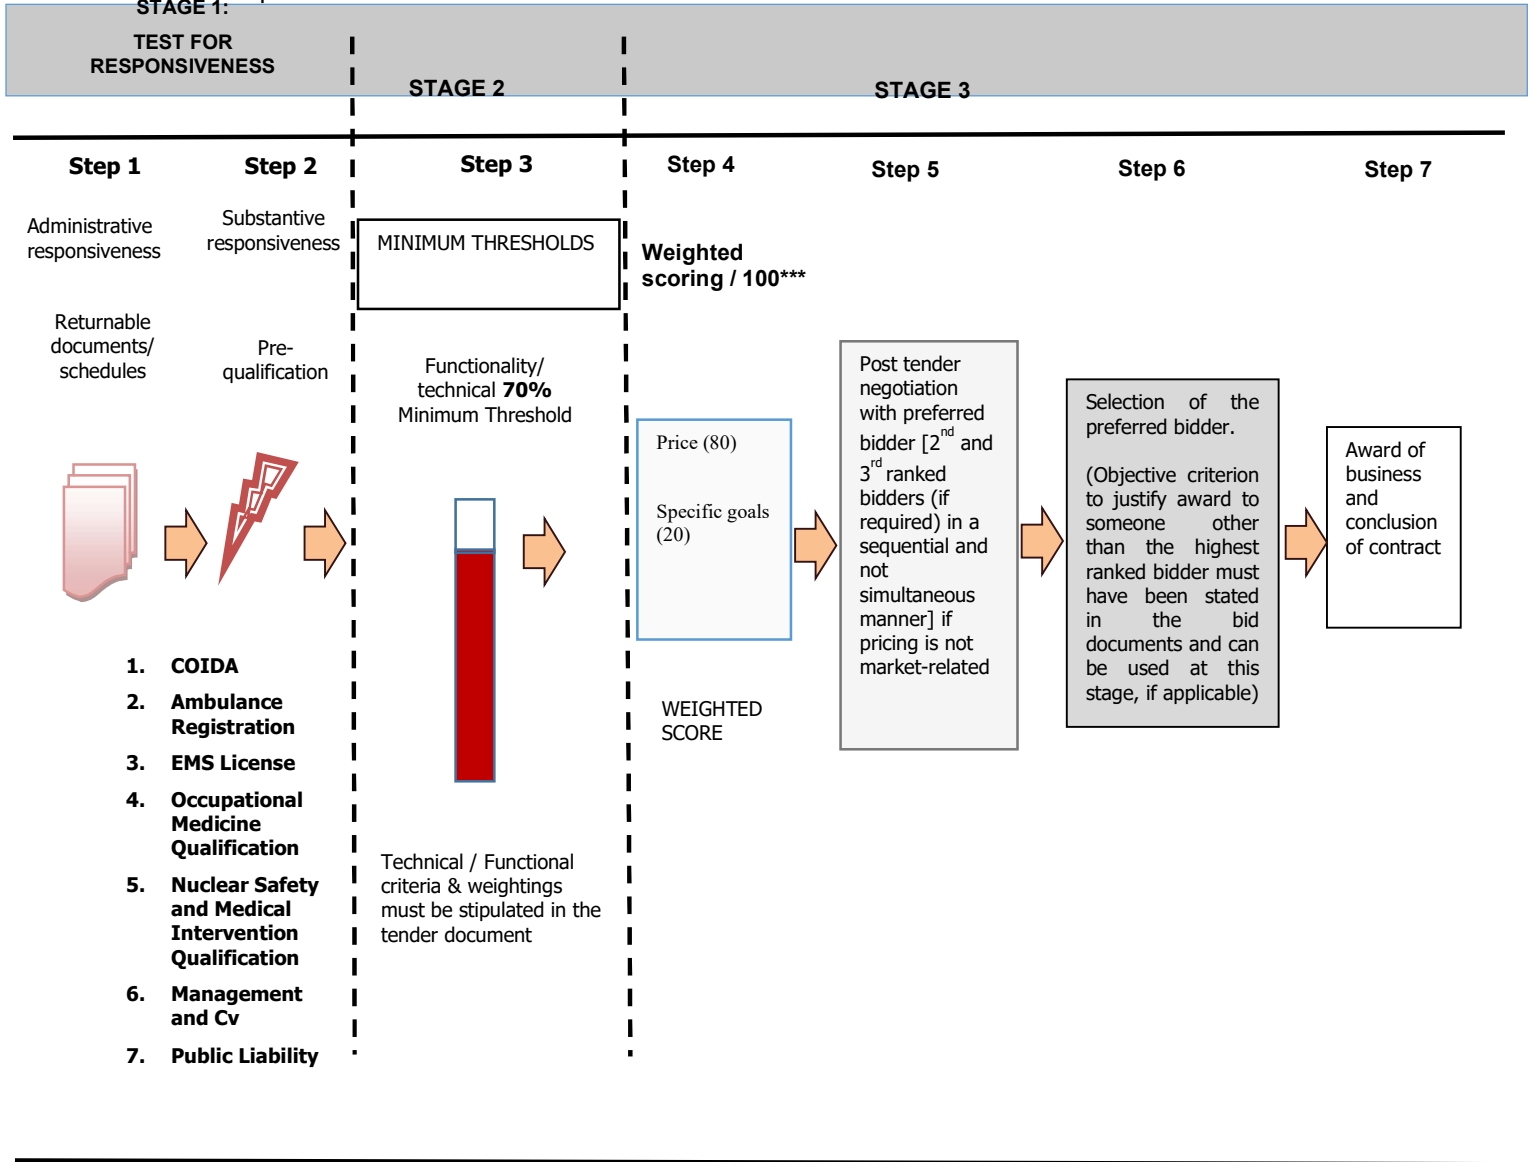 STAGE 1:
TEST FOR
RESPONSIVENESS
STAGE 2
STAGE 3
Step 1
Step 2
Step 3
Step 4
Step 5
Step 6
Step 7
Administrative
responsiveness
Returnable
documents/
schedules
Substantive
responsiveness
Pre-
qualification
1. COIDA
2. Ambulance
Registration
3. EMS License
4. Occupational
Medicine
Qualification
5. Nuclear Safety
and Medical
Intervention
Qualification
6. Management
and Cv
7. Public Liability
MINIMUM THRESHOLDS
Functionality/
technical 70%
Minimum Threshold
Technical / Functional
criteria & weightings
must be stipulated in the
tender document
Weighted
scoring / 100***
Price (80)
Specific goals
(20)
WEIGHTED
SCORE
Post tender
negotiation
with preferred
bidder [2nd and
3rd ranked
bidders (if
required) in a
sequential and
not
simultaneous
manner] if
pricing is not
market-related
Selection of the
preferred bidder.
(Objective criterion
to justify award to
someone other
than the highest
ranked bidder must
have been stated
in the bid
documents and can
be used at this
stage, if applicable)
Award of
business
and
conclusion
of contract